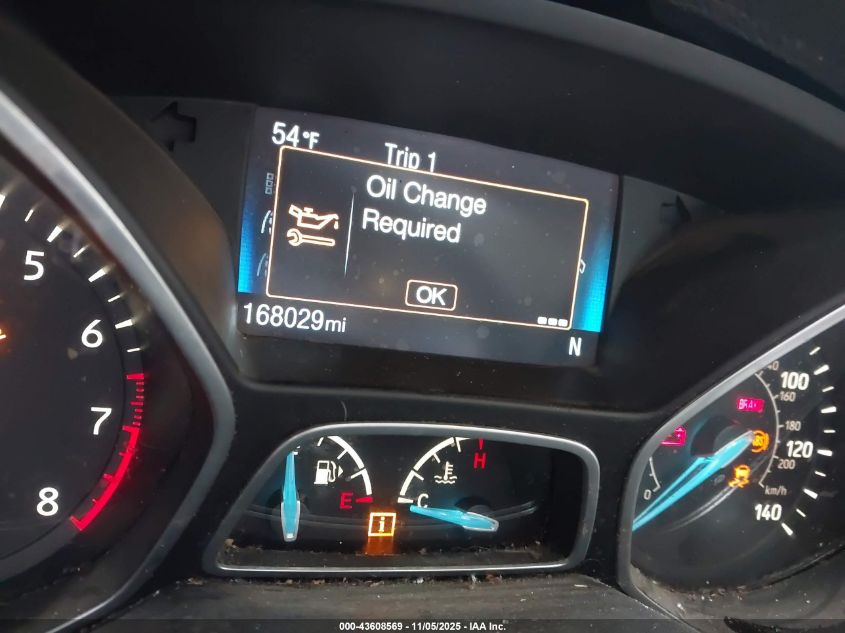 54°F
Trip 1
Oil Change
Required
OK
168029mi
N
5
6
7
8
E
C
H
i
0
40
100
160
180
120
200
km/h
140
000-43608569 - 11/05/2025 - IAA Inc.